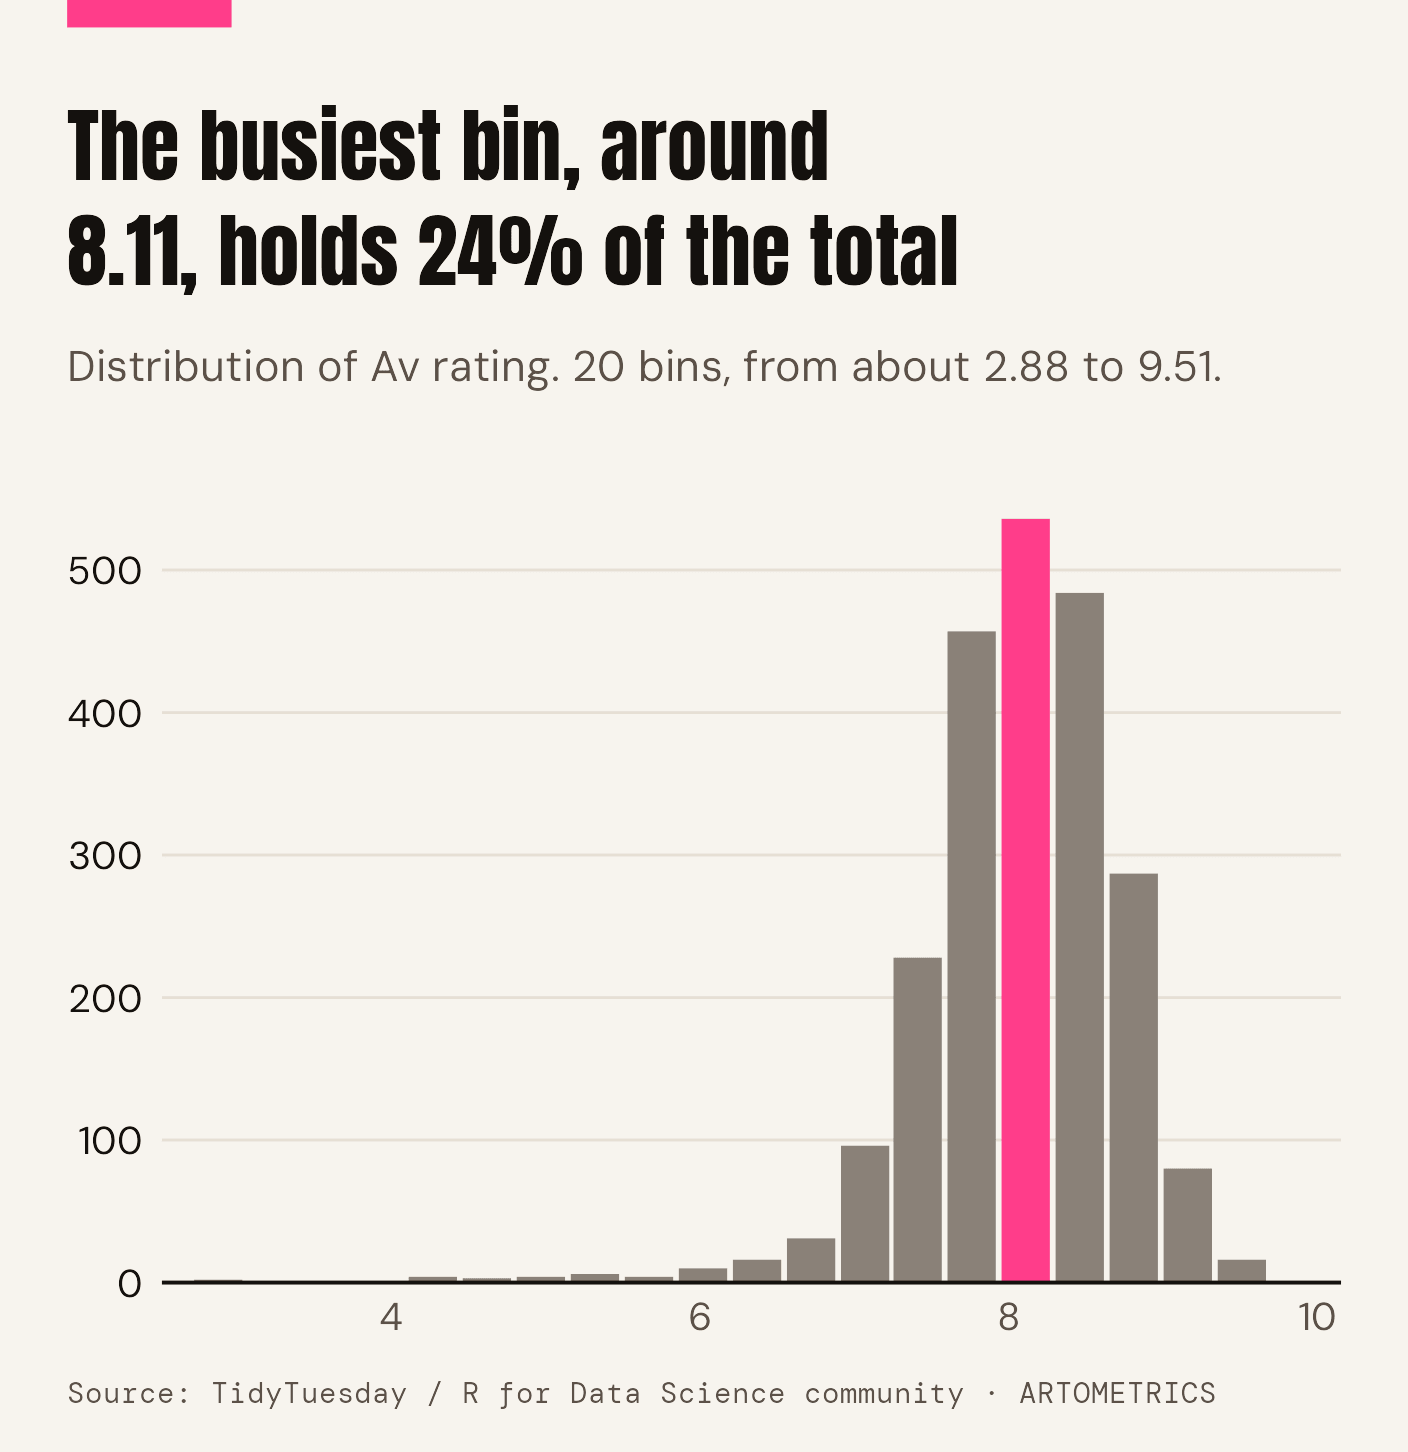 The busiest bin, around
8.11, holds 24% of the total
Distribution of Av rating. 20 bins, from about 2.88 to 9.51.
500
400
300
200
100
0
4 6 8 10
Source: TidyTuesday / R for Data Science community · ARTOMETRICS